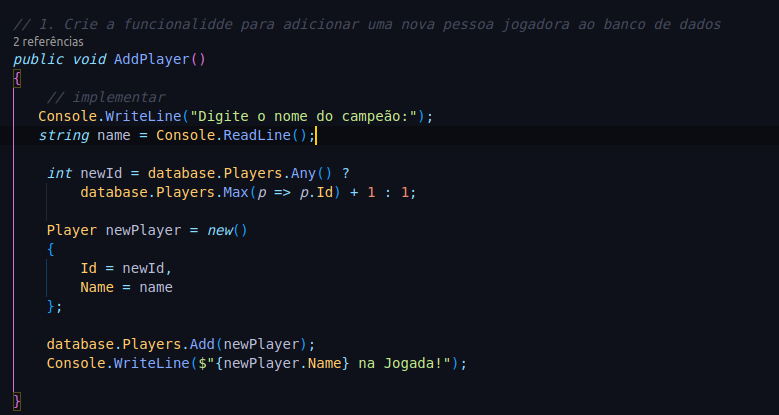 // 1. Crie a funcionalidde para adicionar uma nova pessoa jogadora ao banco de dados
2 referências
public void AddPlayer()
{
// implementar
Console.WriteLine("Digite o nome do campeão:");
string name = Console.ReadLine();
int newId = database.Players.Any() ?
database.Players.Max(p => p.Id) + 1 : 1;
Player newPlayer = new()
{
Id = newId,
Name = name
};
database.Players.Add(newPlayer);
Console.WriteLine($"{newPlayer.Name} na Jogada!");
}